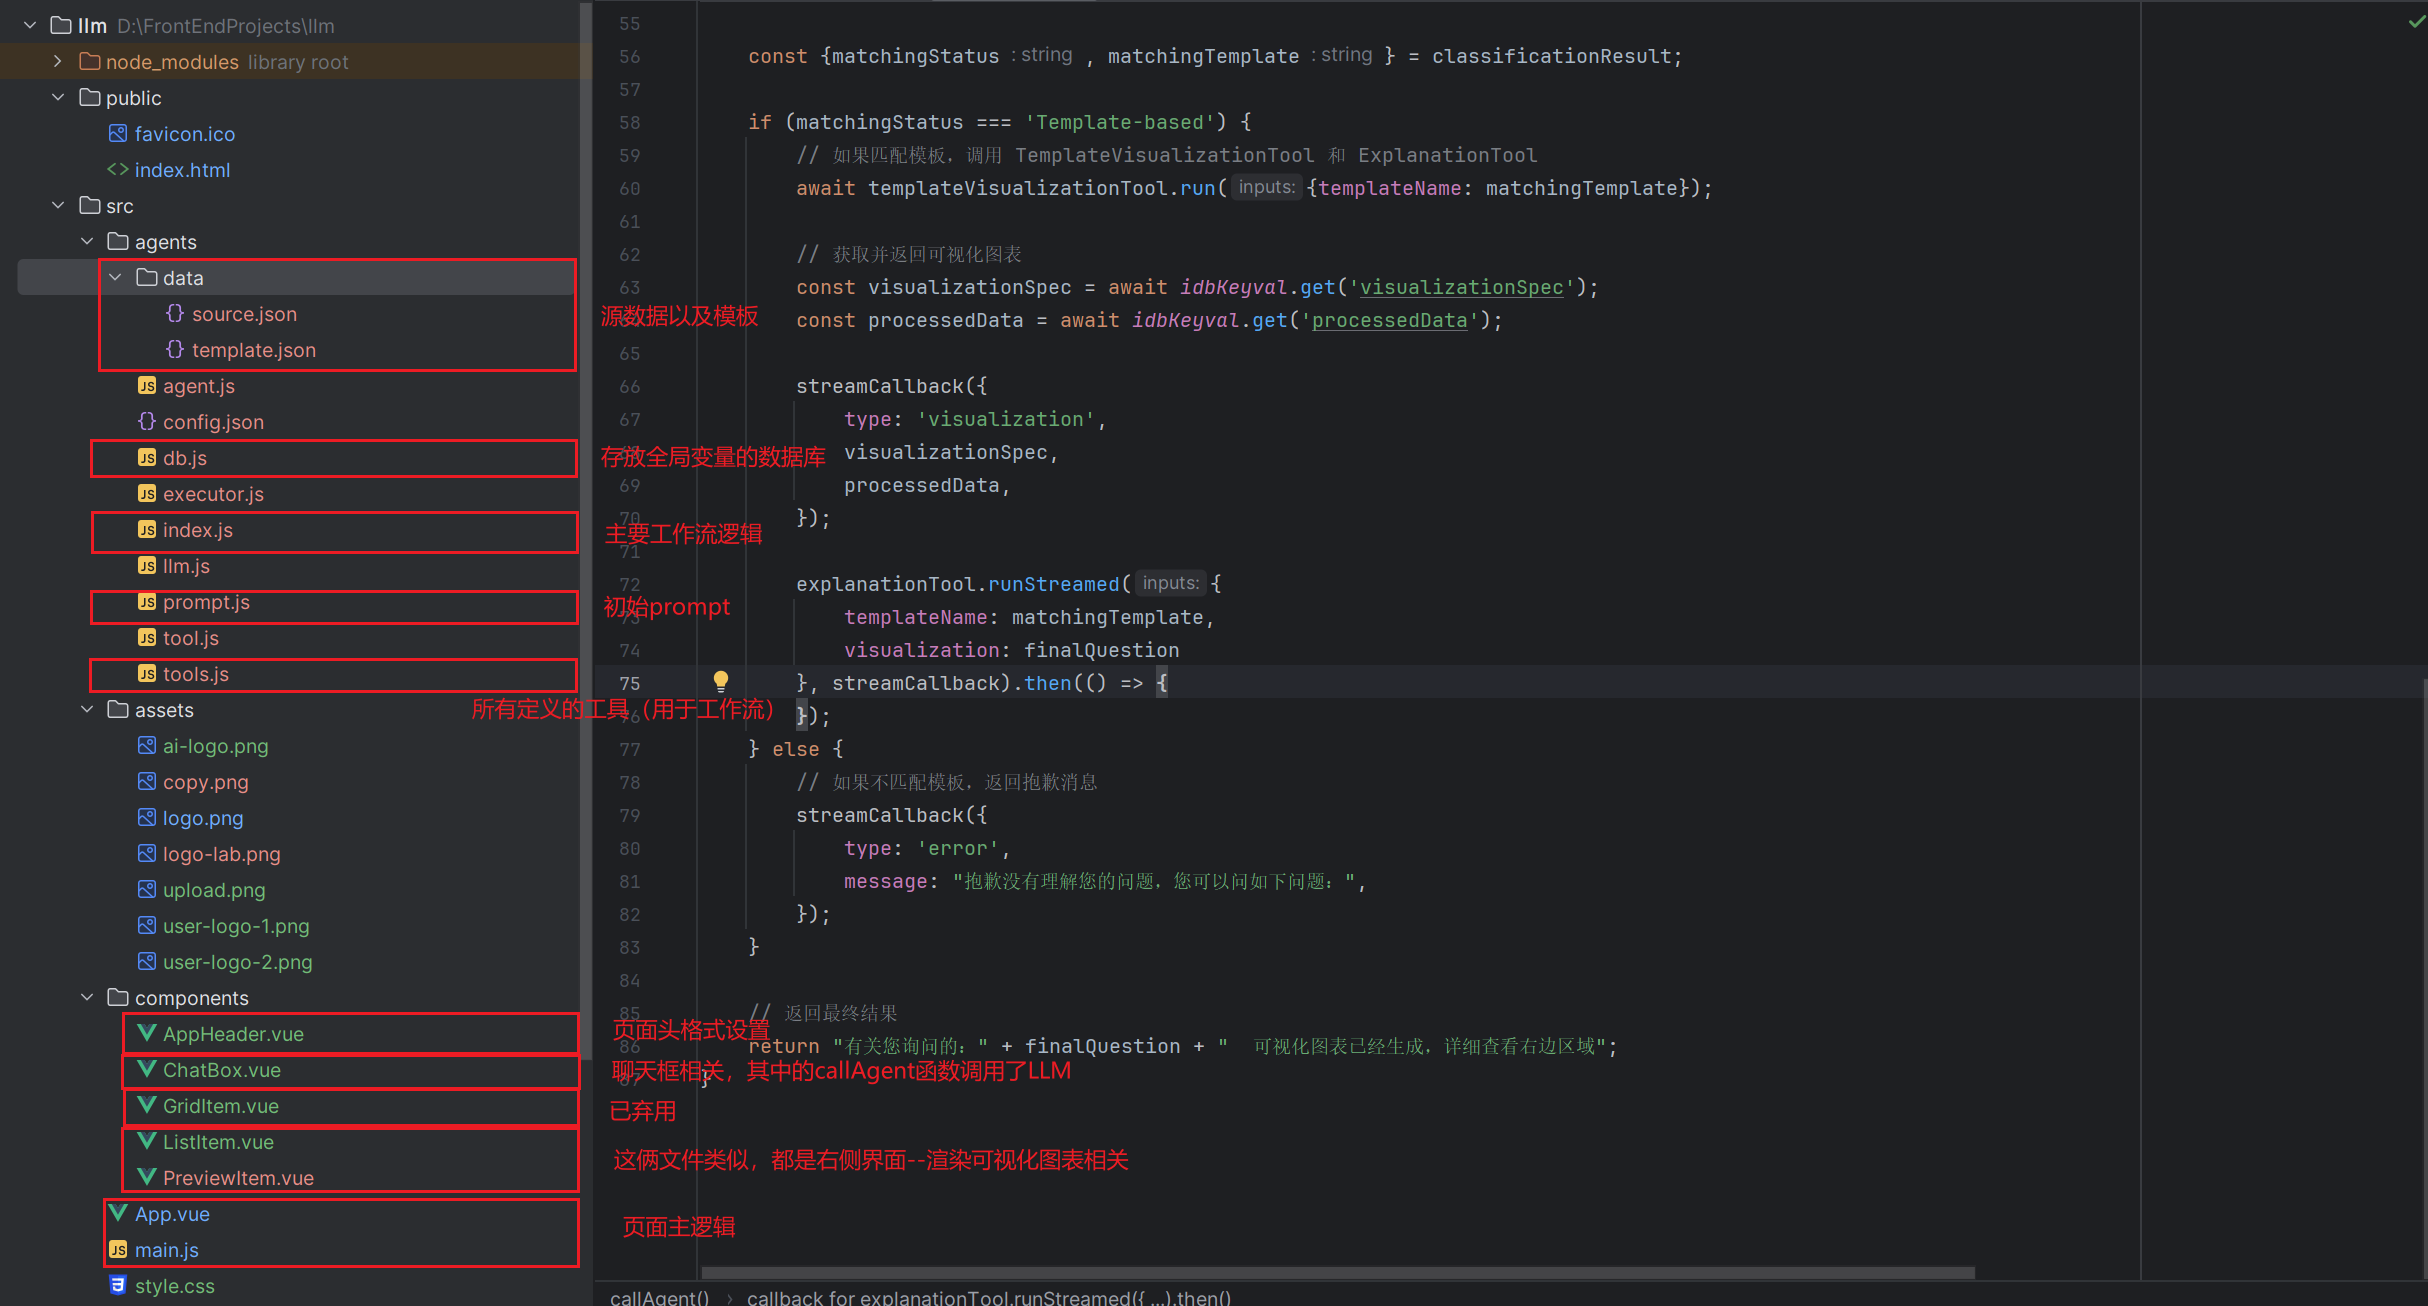 llm D:\FrontEndProjects\llm
node_modules library root
public
favicon.ico
<> index.html
src
agents
data
{} source.json
{} template.json
JS agent.js
{} config.json
JS db.js
JS executor.js
JS index.js
JS llm.js
JS prompt.js
JS tool.js
JS tools.js
assets
ai-logo.png
copy.png
logo.png
logo-lab.png
upload.png
user-logo-1.png
user-logo-2.png
components
AppHeader.vue
ChatBox.vue
GridItem.vue
ListItem.vue
PreviewItem.vue
App.vue
JS main.js
style.css
源数据以及模板
存放全局变量的数据库
主要工作流逻辑
初始prompt
所有定义的工具（用于工作流）
页面头格式设置
聊天框相关，其中的callAgent函数调用了LLM
已弃用
这俩文件类似，都是右侧界面--渲染可视化图表相关
页面主逻辑
55
56 const {matchingStatus : string , matchingTemplate : string } = classificationResult;
57
58 if (matchingStatus === 'Template-based') {
59 // 如果匹配模板，调用 TemplateVisualizationTool 和 ExplanationTool
60 await templateVisualizationTool.run( inputs: {templateName: matchingTemplate});
61
62 // 获取并返回可视化图表
63 const visualizationSpec = await idbKeyval.get('visualizationSpec');
const processedData = await idbKeyval.get('processedData');
65
66 streamCallback({
67 type: 'visualization',
visualizationSpec,
69 processedData,
70 });
71
72 explanationTool.runStreamed( inputs: {
73 templateName: matchingTemplate,
74 visualization: finalQuestion
75 }, streamCallback).then(() => {
76 });
77 } else {
78 // 如果不匹配模板，返回抱歉消息
79 streamCallback({
80 type: 'error',
81 message: "抱歉没有理解您的问题，您可以问如下问题：",
82 });
83 }
84
85 // 返回最终结果
86 return "有关您询问的：" + finalQuestion + " 可视化图表已经生成，详细查看右边区域";
87 }
callAgent() › callback for explanationTool.runStreamed({ ...}).then()